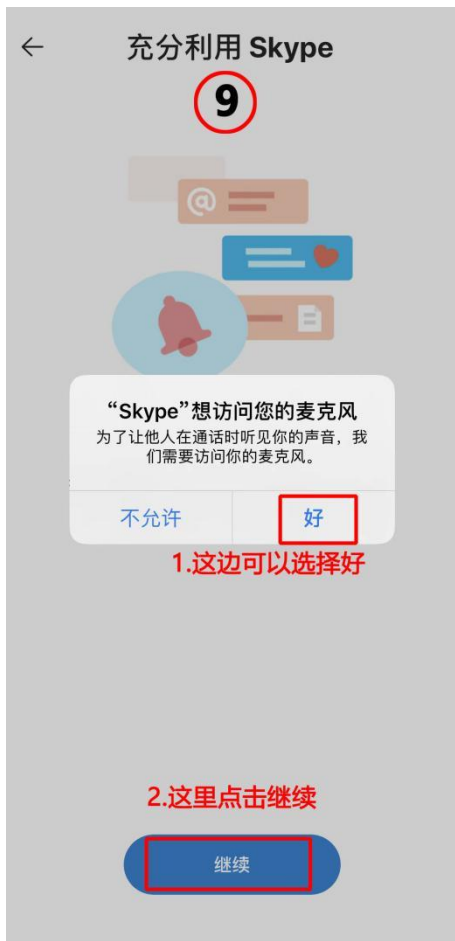 充分利用 Skype
9
@
“Skype”想访问您的麦克风
为了让他人在通话时听见你的声音，我
们需要访问你的麦克风。
不允许
好
1.这边可以选择好
2.这里点击继续
继续